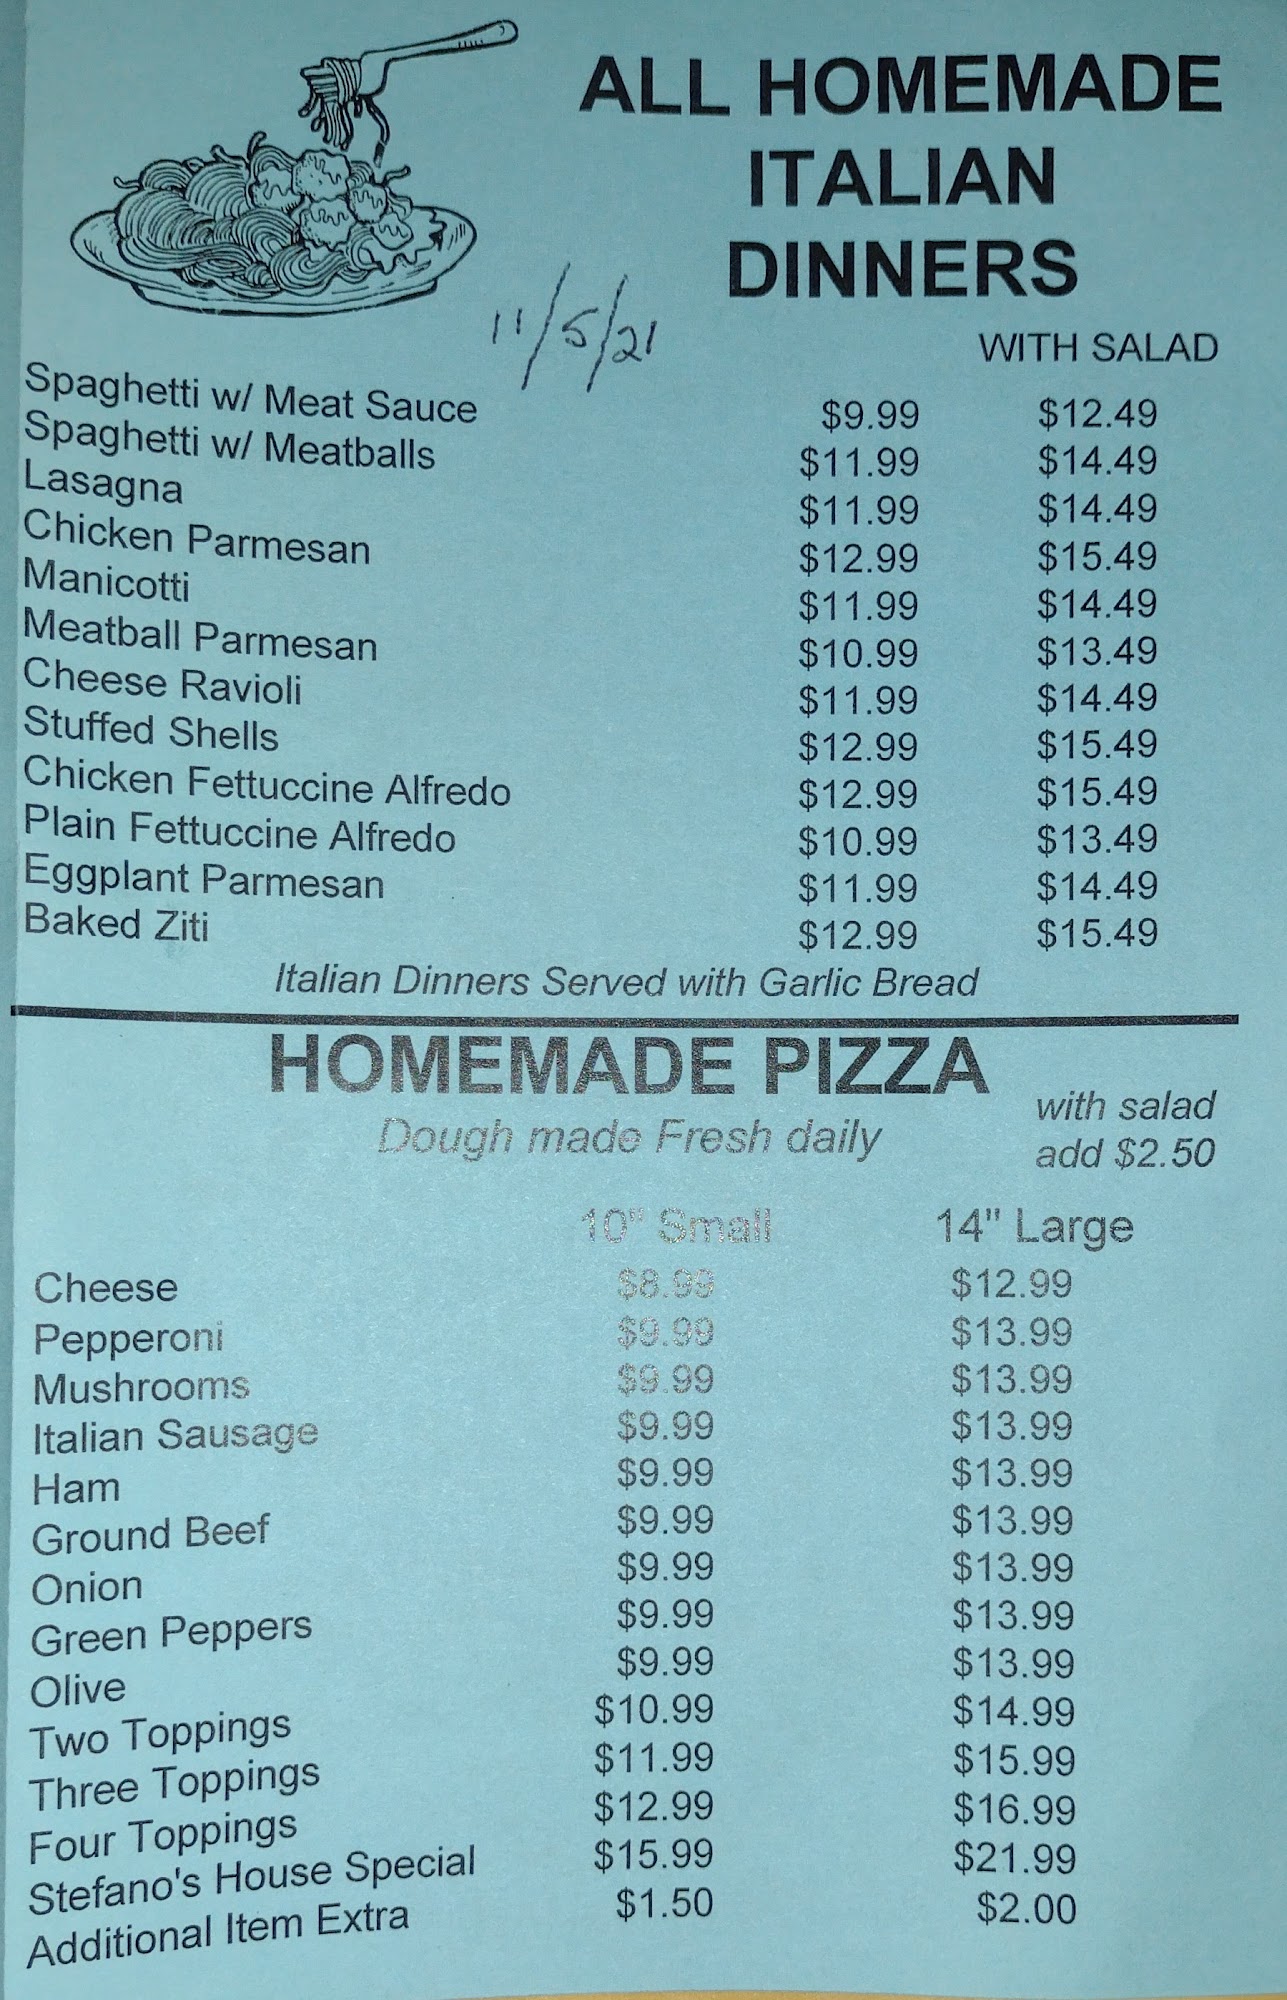 ALL HOMEMADE
ITALIAN
DINNERS
11/5/21
WITH SALAD
Spaghetti w/ Meat Sauce $9.99 $12.49
Spaghetti w/ Meatballs $11.99 $14.49
Lasagna $11.99 $14.49
Chicken Parmesan $12.99 $15.49
Manicotti $11.99 $14.49
Meatball Parmesan $10.99 $13.49
Cheese Ravioli $11.99 $14.49
Stuffed Shells $12.99 $15.49
Chicken Fettuccine Alfredo $12.99 $15.49
Plain Fettuccine Alfredo $10.99 $13.49
Eggplant Parmesan $11.99 $14.49
Baked Ziti $12.99 $15.49
Italian Dinners Served with Garlic Bread
HOMEMADE PIZZA
Dough made Fresh daily
with salad
add $2.50
10" Small 14" Large
Cheese $8.99 $12.99
Pepperoni $9.99 $13.99
Mushrooms $9.99 $13.99
Italian Sausage $9.99 $13.99
Ham $9.99 $13.99
Ground Beef $9.99 $13.99
Onion $9.99 $13.99
Green Peppers $9.99 $13.99
Olive $9.99 $13.99
Two Toppings $10.99 $14.99
Three Toppings $11.99 $15.99
Four Toppings $12.99 $16.99
Stefano's House Special $15.99 $21.99
Additional Item Extra $1.50 $2.00